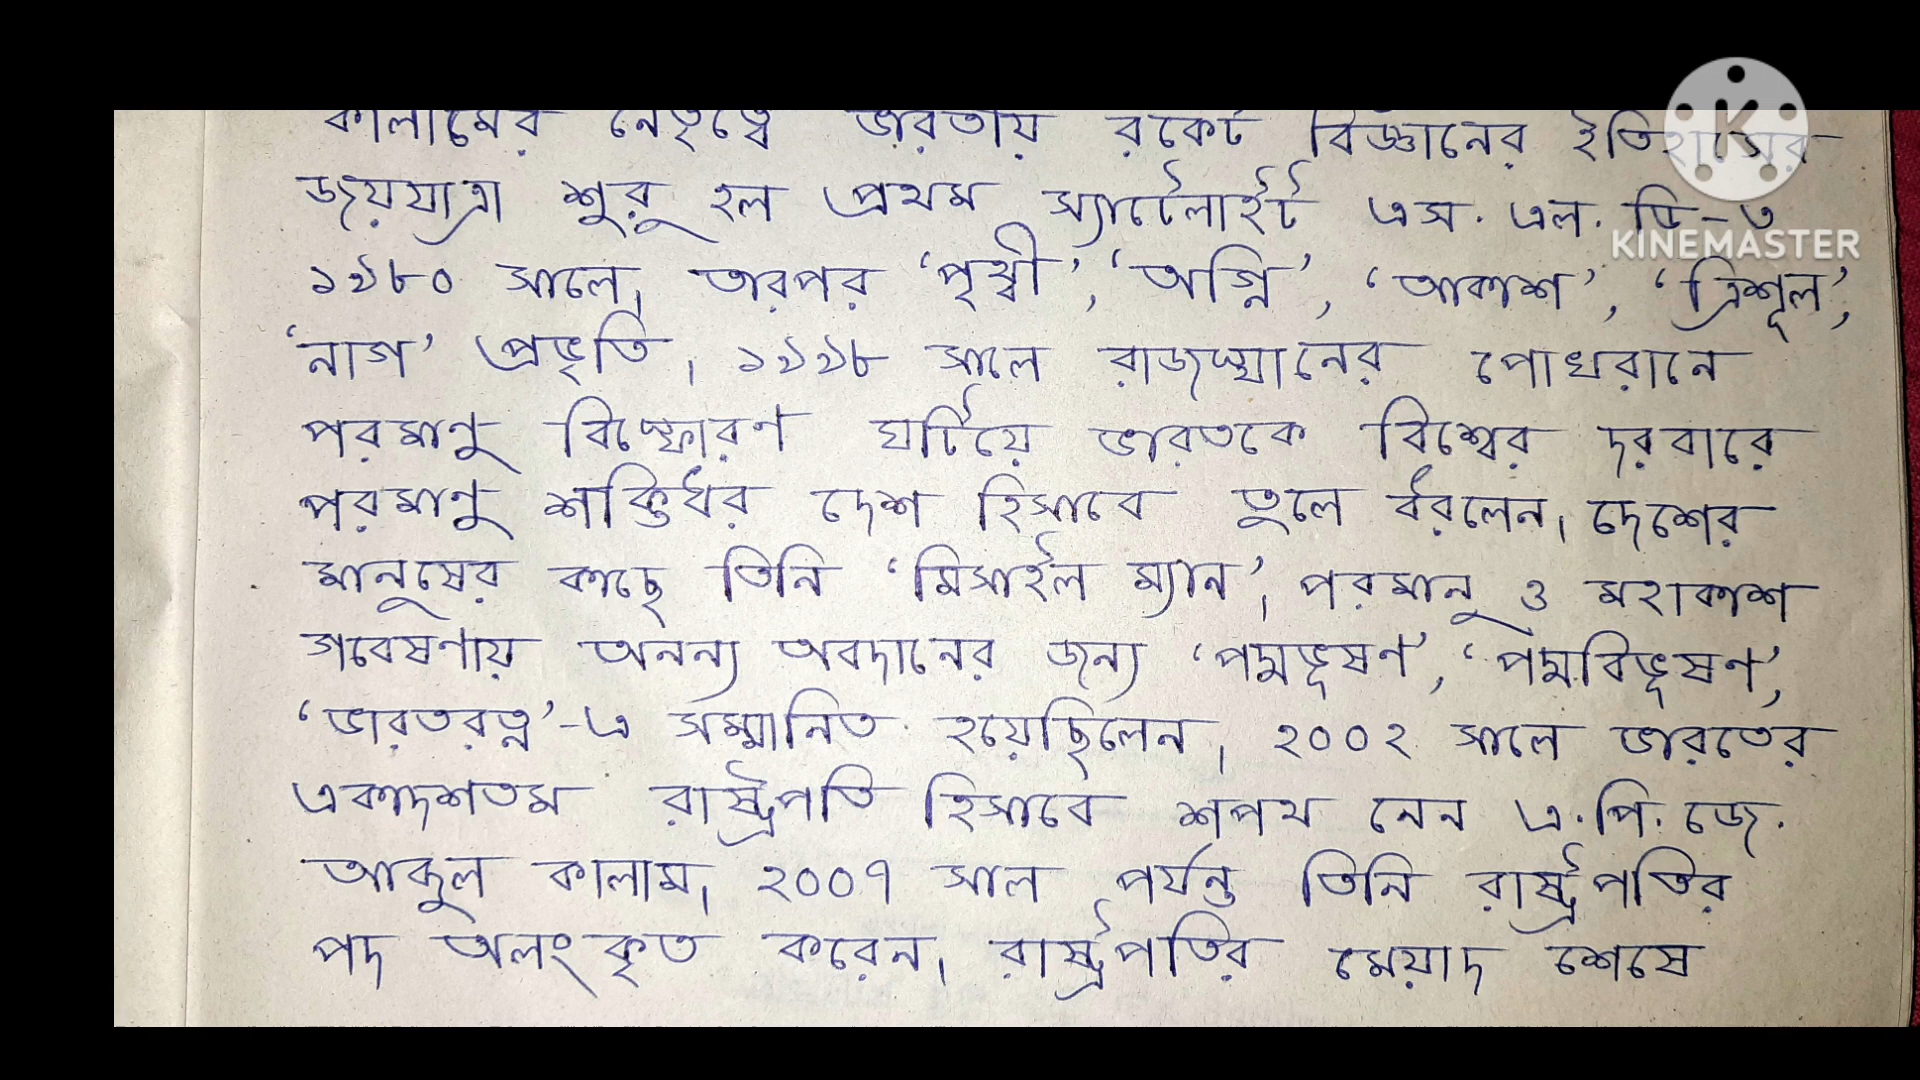 কালামের নেতৃত্বে ভারতীয় রকেট বিজ্ঞানের ইতিহাসের
জয়যাত্রা শুরু হল প্রথম স্যাটেলাইট এস. এল. ডি-৩
১৯৮০ সালে। তারপর 'পৃথ্বী', 'অগ্নি', 'আকাশ', 'ত্রিশূল',
'নাগ' প্রভৃতি। ১৯৯৮ সালে রাজস্থানের পোখরানে
পরমাণু বিস্ফোরণ ঘটিয়ে ভারতকে বিশ্বের দরবারে
পরমাণু শক্তিধর দেশ হিসাবে তুলে ধরলেন। দেশের
মানুষের কাছে তিনি 'মিসাইল ম্যান'। পরমানু ও মহাকাশ
গবেষণায় অনন্য অবদানের জন্য 'পদ্মভূষণ', 'পদ্মবিভূষণ',
'ভারতরত্ন'-এ সম্মানিত হয়েছিলেন। ২০০২ সালে ভারতের
একাদশতম রাষ্ট্রপতি হিসাবে শপথ নেন এ.পি.জে.
আব্দুল কালাম। ২০০৭ সাল পর্যন্ত তিনি রাষ্ট্রপতির
পদ অলংকৃত করেন। রাষ্ট্রপতির মেয়াদ শেষে
KINEMASTER